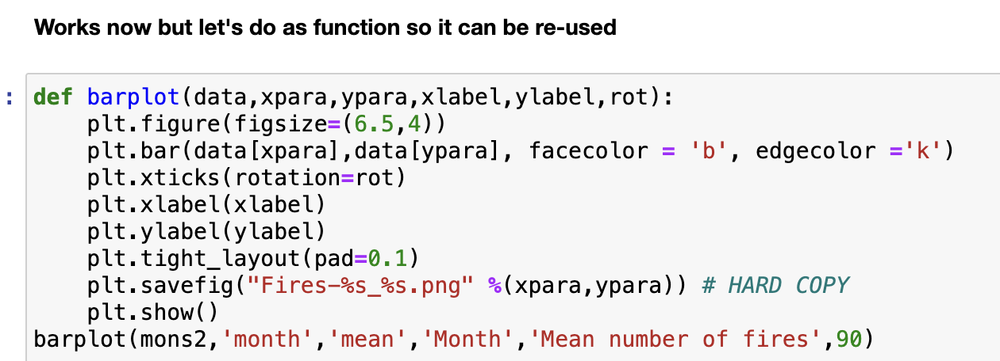 Works now but let's do as function so it can be re-used
: def barplot(data,xpara,ypara,xlabel,ylabel,rot):
    plt.figure(figsize=(6.5,4))
    plt.bar(data[xpara],data[ypara], facecolor = 'b', edgecolor ='k')
    plt.xticks(rotation=rot)
    plt.xlabel(xlabel)
    plt.ylabel(ylabel)
    plt.tight_layout(pad=0.1)
    plt.savefig("Fires-%s_%s.png" %(xpara,ypara)) # HARD COPY
    plt.show()
barplot(mons2,'month','mean','Month','Mean number of fires',90)